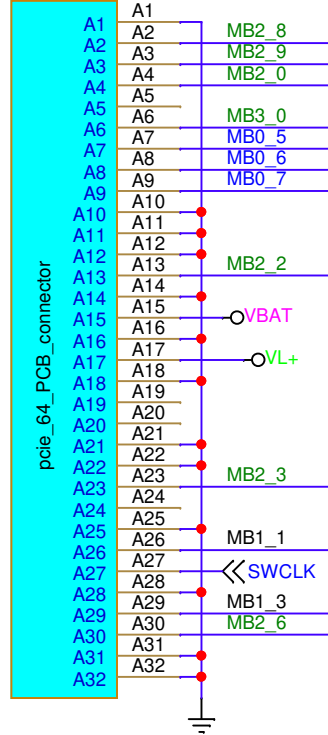 pcie_64_PCB_connector
A1 A1
A2 A2 MB2_8
A3 A3 MB2_9
A4 A4 MB2_0
A5 A5
A6 A6 MB3_0
A7 A7 MB0_5
A8 A8 MB0_6
A9 A9 MB0_7
A10 A10
A11 A11
A12 A12
A13 A13 MB2_2
A14 A14
A15 A15 VBAT
A16 A16
A17 A17 VL+
A18 A18
A19 A19
A20 A20
A21 A21
A22 A22
A23 A23 MB2_3
A24 A24
A25 A25
A26 A26 MB1_1
A27 A27 SWCLK
A28 A28
A29 A29 MB1_3
A30 A30 MB2_6
A31 A31
A32 A32